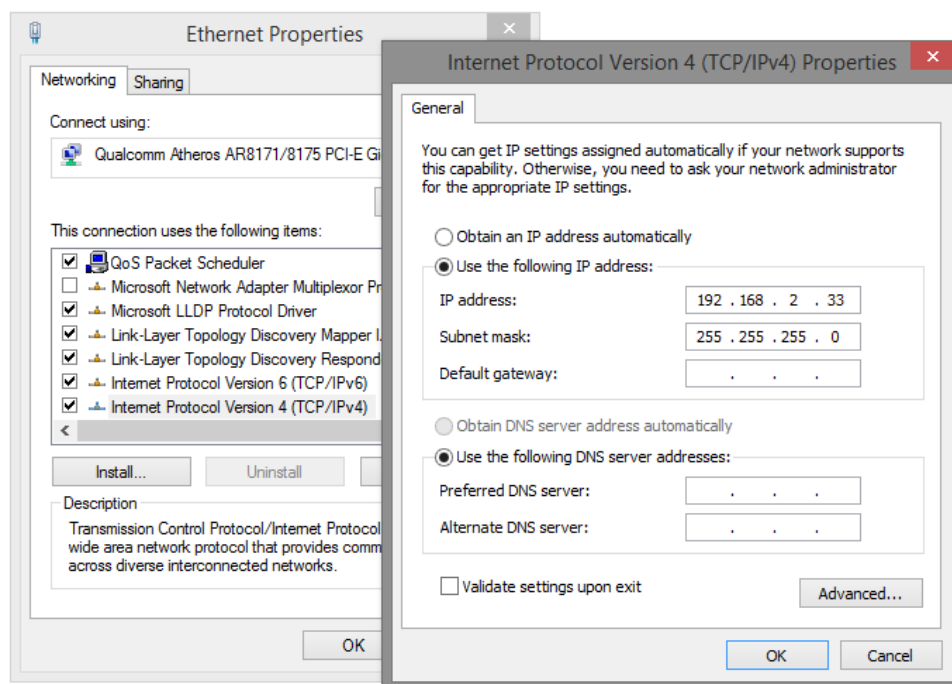 Ethernet Properties
Networking
Sharing
Connect using:
Qualcomm Atheros AR8171/8175 PCI-E
This connection uses the following items:
QoS Packet Scheduler
Microsoft Network Adapter Multiplexor
Microsoft LLDP Protocol Driver
Link-Layer Topology Discovery Mapper
Link-Layer Topology Discovery
Internet Protocol Version 6 (TCP/IPv6)
Internet Protocol Version 4 (TCP/IPv4)
Install...
Uninstall
Description
Transmission Control Protocol/Internet Protocol
wide area network protocol that provides
across diverse interconnected networks.
OK
Internet Protocol Version 4 (TCP/IPv4) Properties
General
You can get IP settings assigned automatically if your network supports
this capability. Otherwise, you need to ask your network administrator
for the appropriate IP settings.
Obtain an IP address automatically
Use the following IP address:
IP address:
192 . 168 . 2 . 33
Subnet mask:
255 . 255 . 255 . 0
Default gateway:
. . .
Obtain DNS server address automatically
Use the following DNS server addresses:
Preferred DNS server:
. . .
Alternate DNS server:
. . .
Validate settings upon exit
Advanced...
OK
Cancel